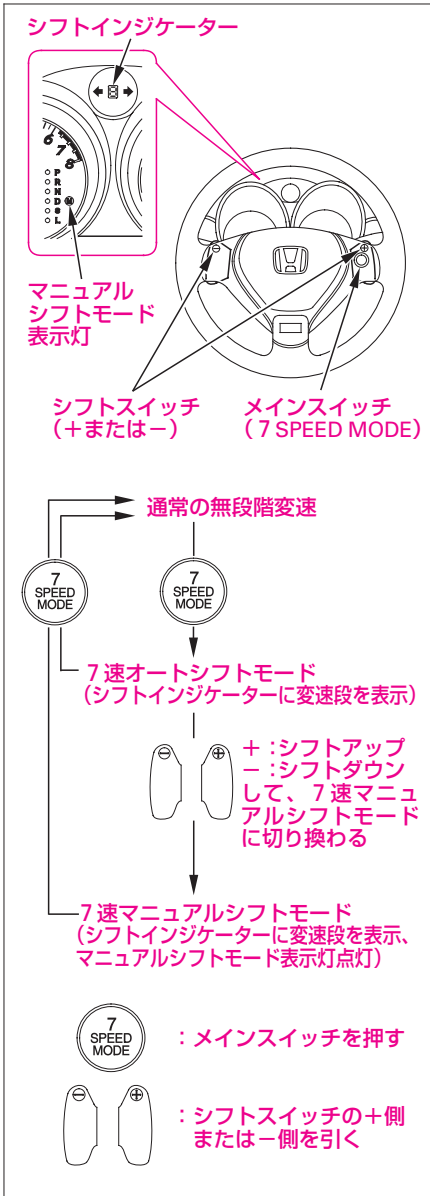 シフトインジケーター
6
7
8
P
R
N
D
S
L
M
⊖
⊕
マニュアル
シフトモード
表示灯
シフトスイッチ
(+または−)
メインスイッチ
(7 SPEED MODE)
通常の無段階変速
7
SPEED
MODE
7
SPEED
MODE
7速オートシフトモード
(シフトインジケーターに変速段を表示)
⊖
⊕
+:シフトアップ
−:シフトダウン
して、7速マニュ
アルシフトモード
に切り換わる
7速マニュアルシフトモード
(シフトインジケーターに変速段を表示、
マニュアルシフトモード表示灯点灯)
7
SPEED
MODE
:メインスイッチを押す
⊖
⊕
:シフトスイッチの+側
または−側を引く